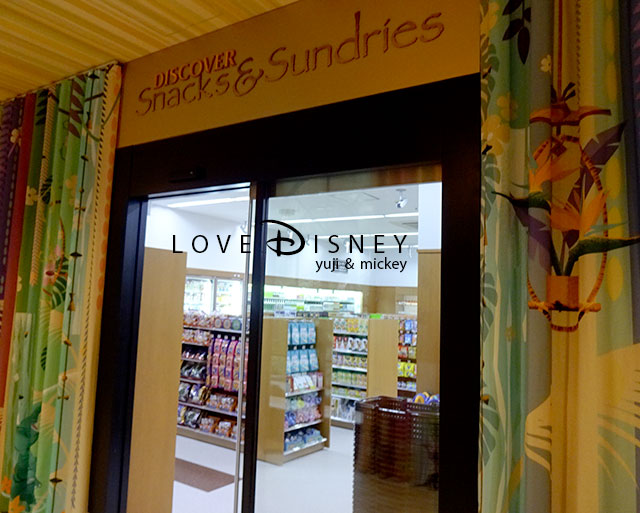 DISCOVER
Snacks & Sundries
LOVE DISNEY
yuji & mickey